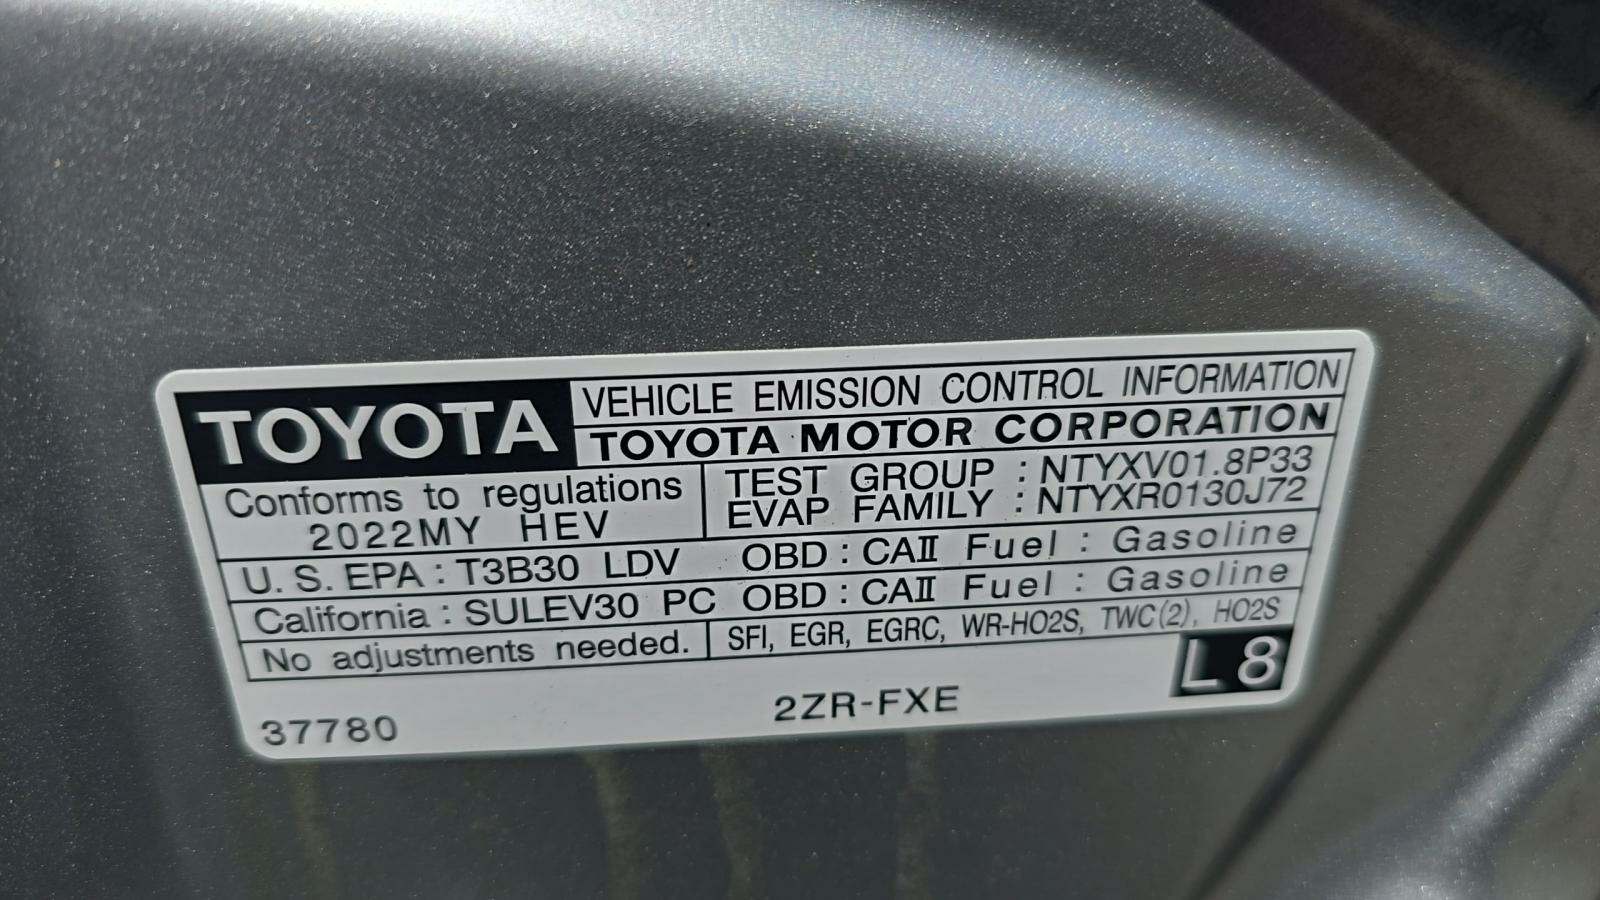 TOYOTA
VEHICLE EMISSION CONTROL INFORMATION
TOYOTA MOTOR CORPORATION
Conforms to regulations
2022MY HEV
TEST GROUP : NTYXV01.8P33
EVAP FAMILY : NTYXR0130J72
U.S. EPA : T3B30 LDV OBD : CAII Fuel : Gasoline
California : SULEV30 PC OBD : CAII Fuel : Gasoline
No adjustments needed.
SFI, EGR, EGRC, WR-HO2S, TWC(2), HO2S
L 8
37780
2ZR-FXE